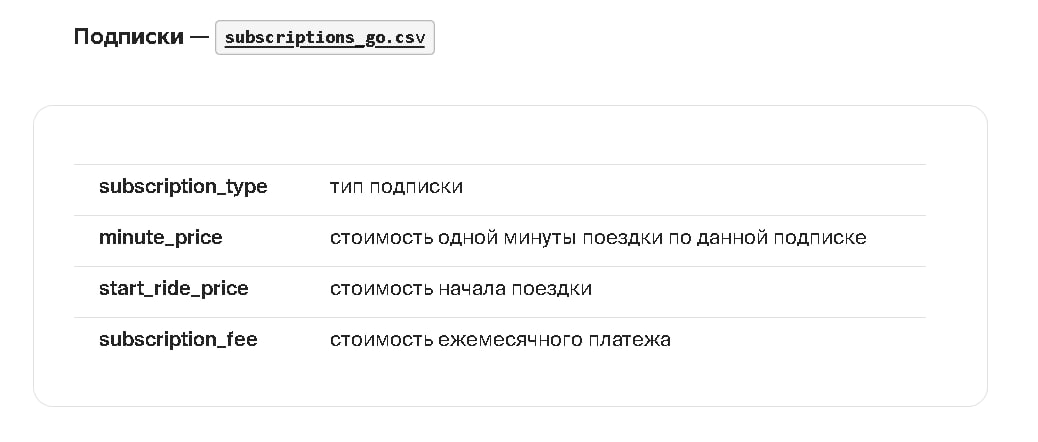 Подписки — subscriptions_go.csv
subscription_type тип подписки
minute_price стоимость одной минуты поездки по данной подписке
start_ride_price стоимость начала поездки
subscription_fee стоимость ежемесячного платежа